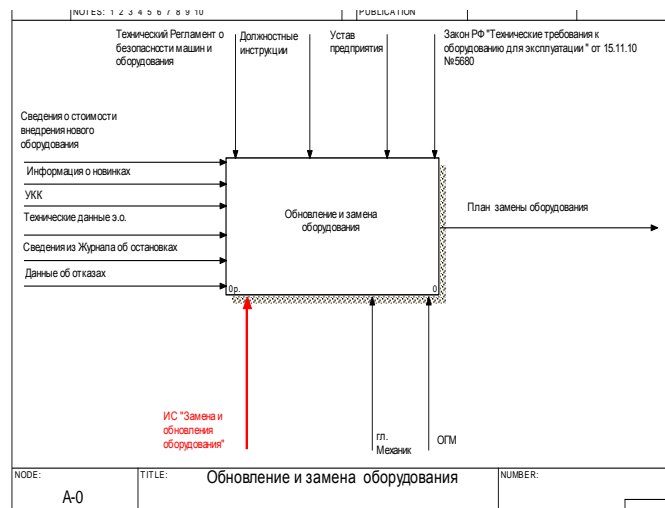 NOTES: 1 2 3 4 5 6 7 8 9 10
PUBLICATION
Технический Регламент о
безопасности машин и
оборудования
Должностные
инструкции
Устав
предприятия
Закон РФ "Технические требования к
оборудованию для эксплуатации " от 15.11.10
№5680
Сведения о стоимости
внедрения нового
оборудования
Информация о новинках
УКК
Технические данные э.о.
Сведения из Журнала об остановках
Данные об отказах
Обновление и замена
оборудования
0р.
0
План замены оборудования
ИС "Замена и
обновления
оборудования"
гл.
Механик
ОГМ
NODE:
A-0
TITLE:
Обновление и замена оборудования
NUMBER: